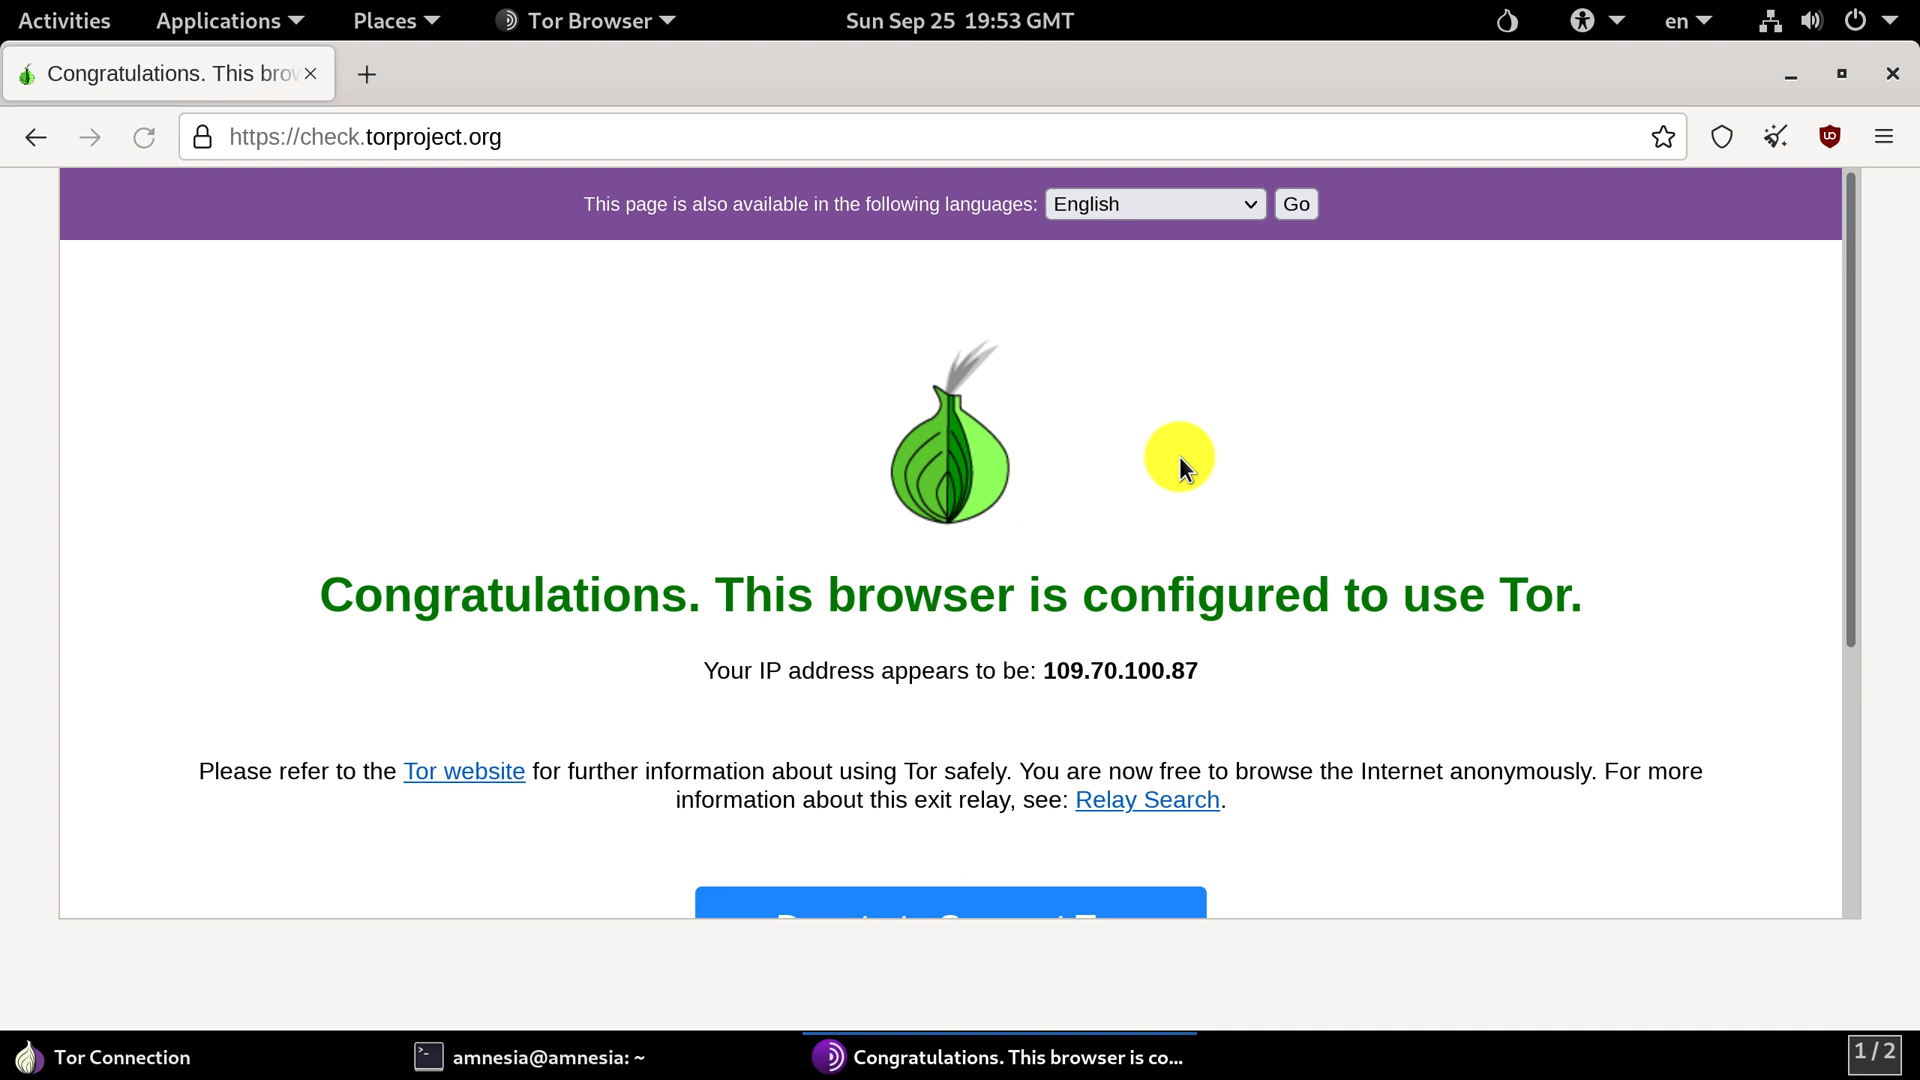 Activities Applications Places Tor Browser Sun Sep 25 19:53 GMT en
Congratulations. This brow
https://check.torproject.org
This page is also available in the following languages: English Go
Congratulations. This browser is configured to use Tor.
Your IP address appears to be: 109.70.100.87
Please refer to the Tor website for further information about using Tor safely. You are now free to browse the Internet anonymously. For more
information about this exit relay, see: Relay Search.
Tor Connection amnesia@amnesia: ~ Congratulations. This browser is co... 1/2